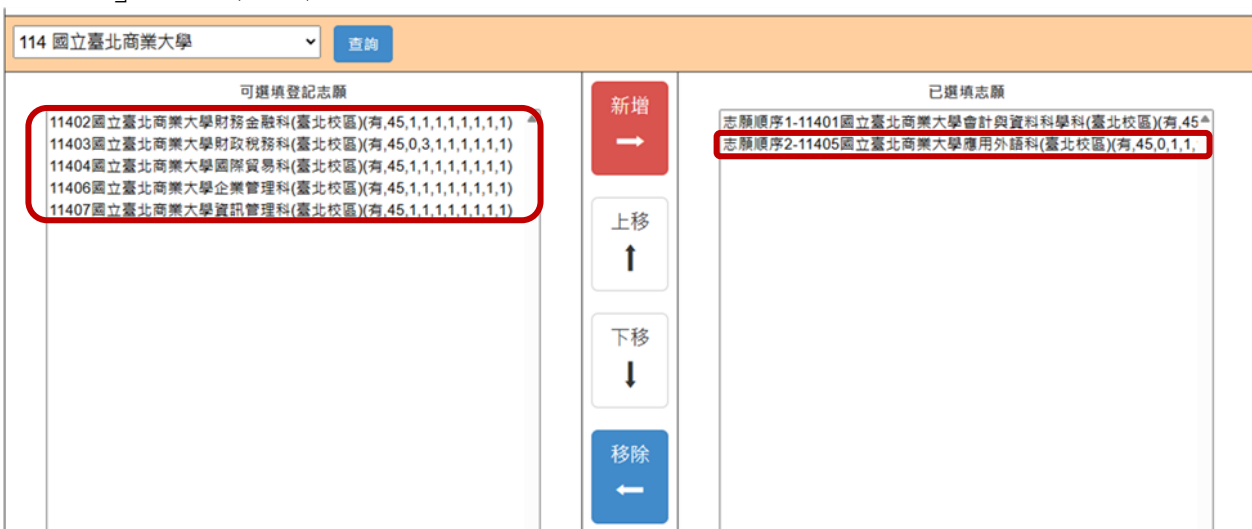 114 國立臺北商業大學
查詢
可選填登記志願
11402國立臺北商業大學財務金融科(臺北校區)(有,45,1,1,1,1,1,1,1,1)
11403國立臺北商業大學財政稅務科(臺北校區)(有,45,0,3,1,1,1,1,1,1)
11404國立臺北商業大學國際貿易科(臺北校區)(有,45,1,1,1,1,1,1,1,1)
11406國立臺北商業大學企業管理科(臺北校區)(有,45,1,1,1,1,1,1,1,1)
11407國立臺北商業大學資訊管理科(臺北校區)(有,45,1,1,1,1,1,1,1,1)
新增
上移
下移
移除
已選填志願
志願順序1-11401國立臺北商業大學會計與資料科學科(臺北校區)(有,45
志願順序2-11405國立臺北商業大學應用外語科(臺北校區)(有,45,0,1,1,